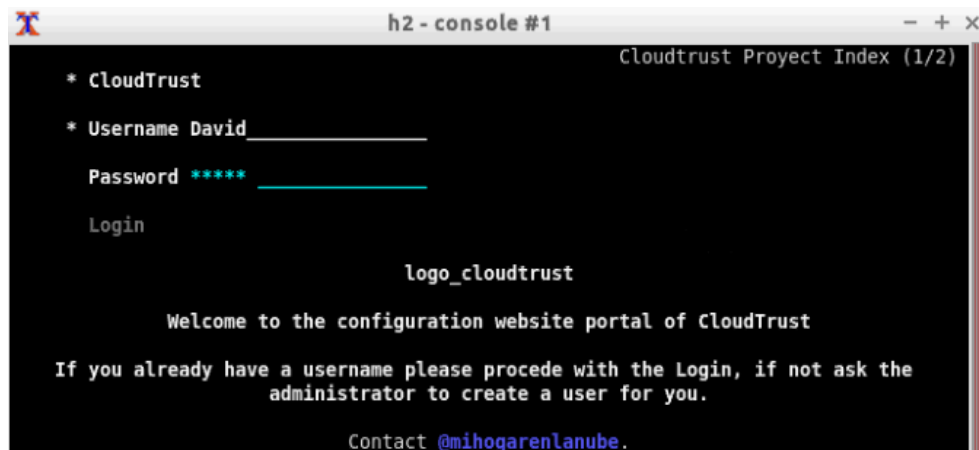 h2 - console #1
Cloudtrust Proyect Index (1/2)
* CloudTrust
* Username David_______________
Password ***** ______________
Login
logo_cloudtrust
Welcome to the configuration website portal of CloudTrust
If you already have a username please procede with the Login, if not ask the
administrator to create a user for you.
Contact @mihogarenlanube.